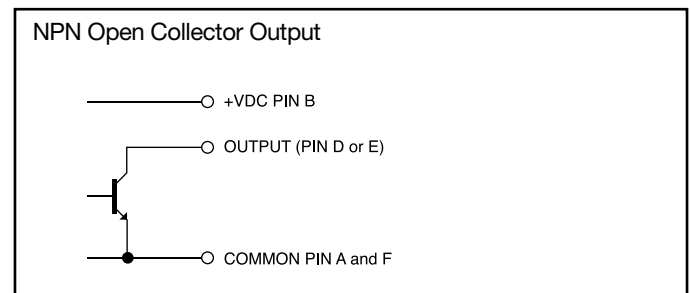 NPN Open Collector Output
+VDC PIN B
OUTPUT (PIN D or E)
COMMON PIN A and F